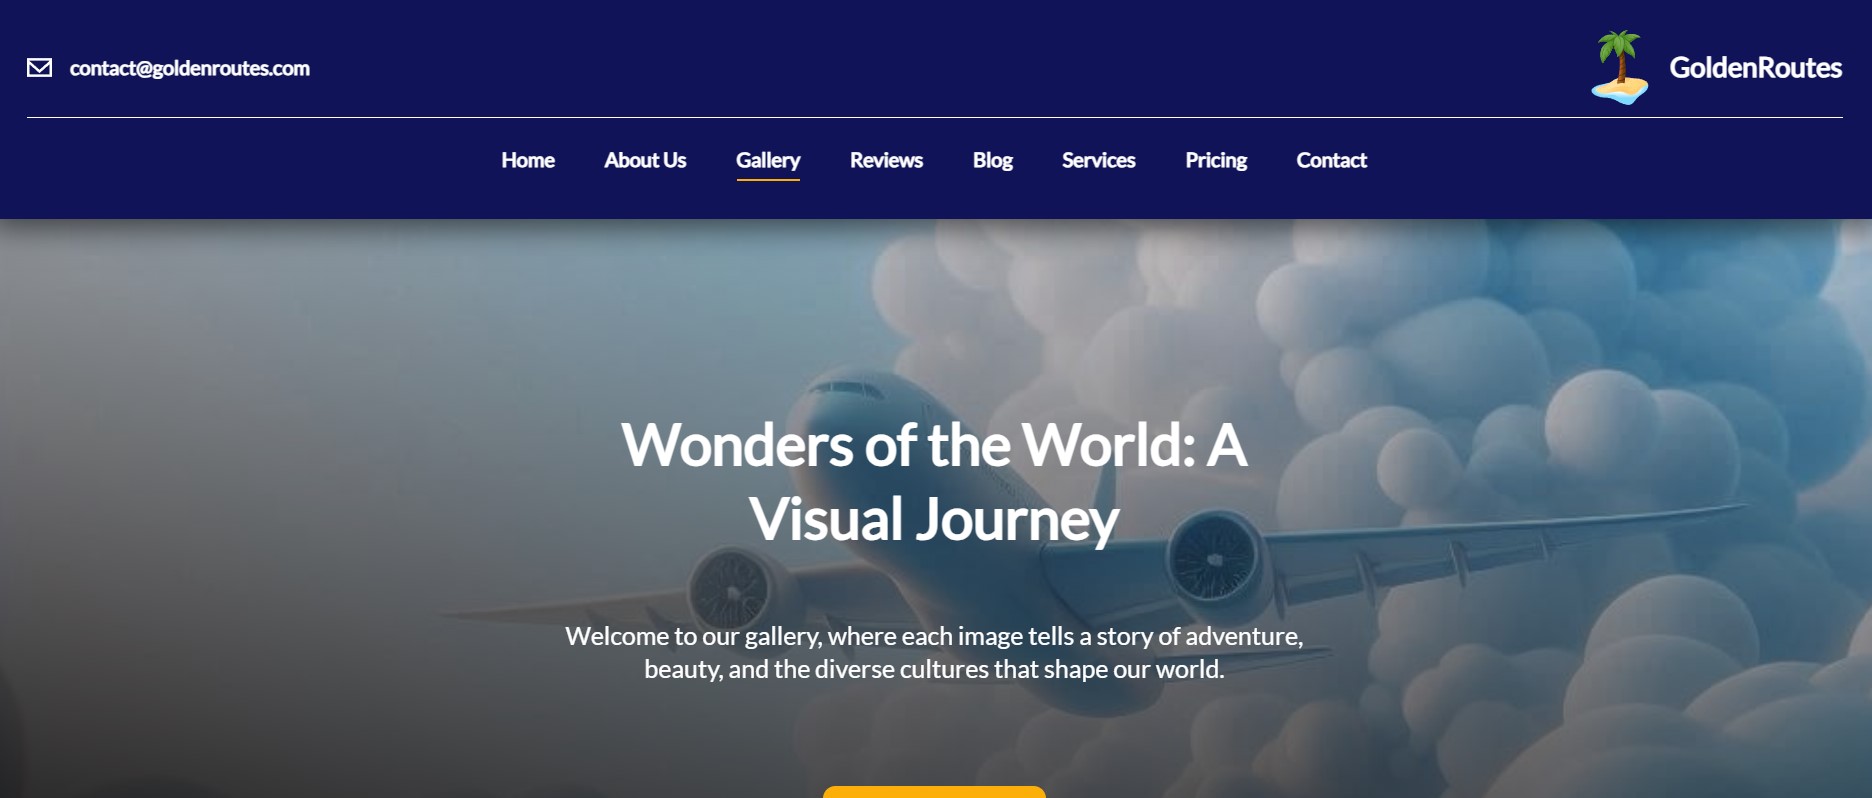 contact@goldenroutes.com
GoldenRoutes
Home About Us Gallery Reviews Blog Services Pricing Contact
Wonders of the World: A
Visual Journey
Welcome to our gallery, where each image tells a story of adventure,
beauty, and the diverse cultures that shape our world.